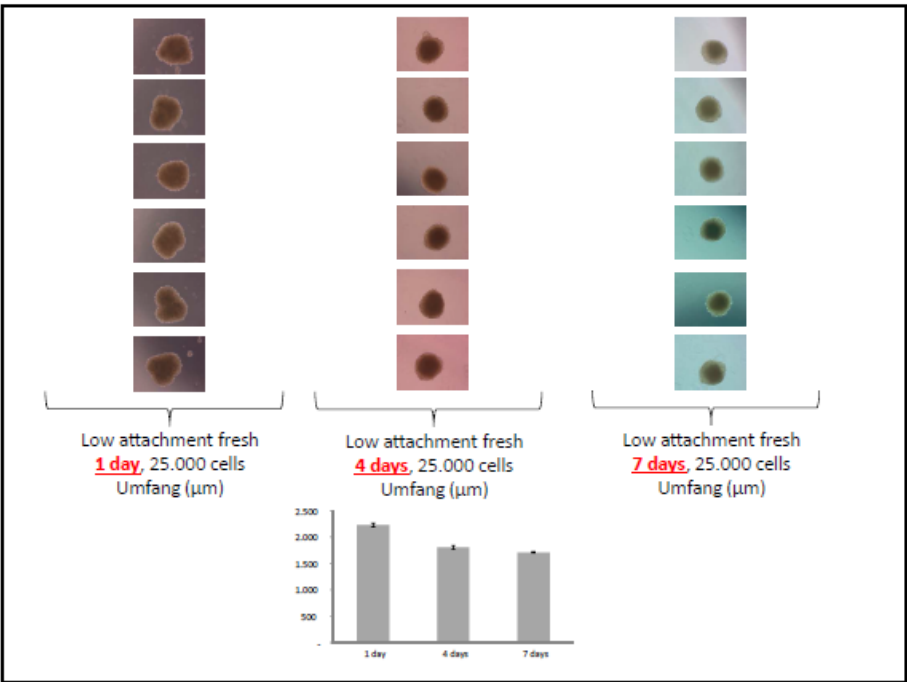 Low attachment fresh
1 day, 25.000 cells
Umfang (µm)
Low attachment fresh
4 days, 25.000 cells
Umfang (µm)
Low attachment fresh
7 days, 25.000 cells
Umfang (µm)
2.500
2.000
1.500
1.000
500
-
1 day
4 days
7 days